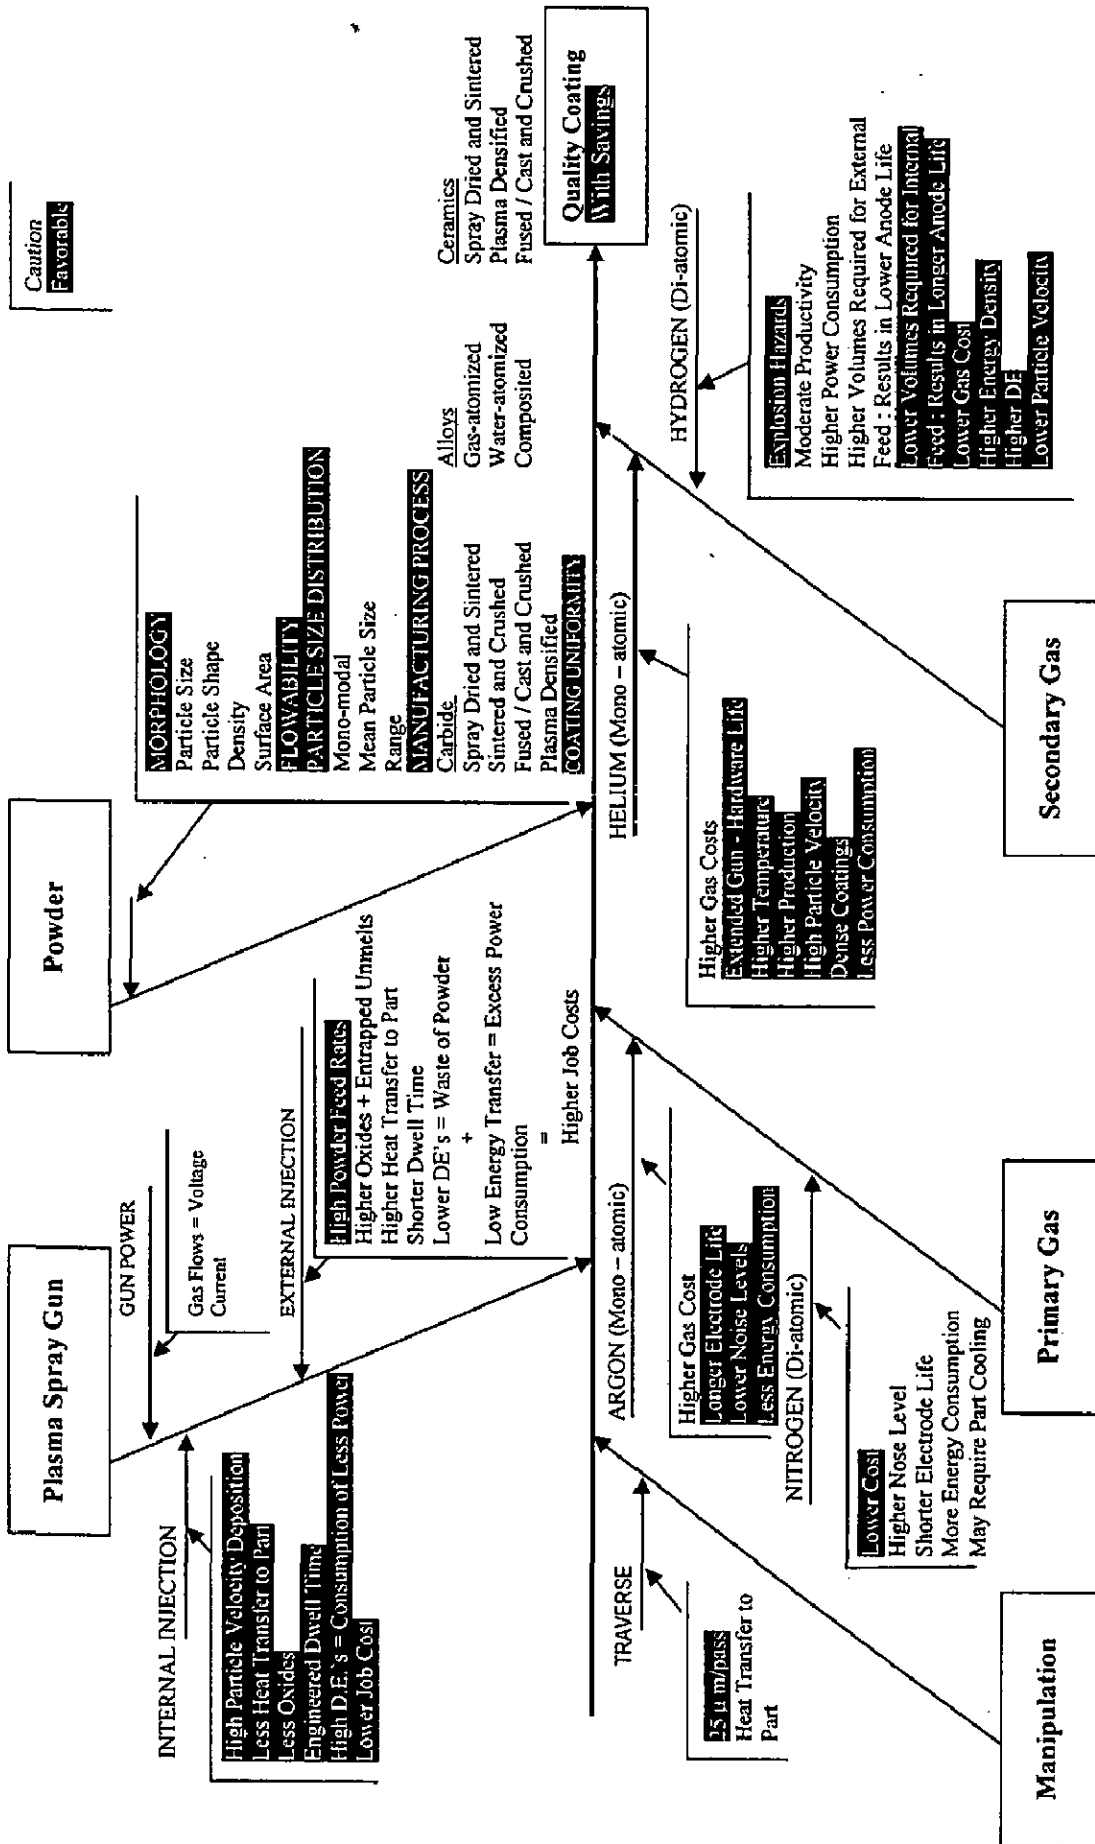 Caution
Favorable
Plasma Spray Gun
GUN POWER
Gas Flows = Voltage
Current
INTERNAL INJECTION
High Particle Velocity Deposition
Less Heat Transfer to Part
Less Oxides
Engineered Dwell Time
High D.E.'s = Consumption of Less Power
Lower Job Cost
EXTERNAL INJECTION
High Powder Feed Rates
Higher Oxides + Entrapped Unmelts
Higher Heat Transfer to Part
Shorter Dwell Time
Lower DE's = Waste of Powder
+
Low Energy Transfer = Excess Power
Consumption
=
Higher Job Costs
Powder
MORPHOLOGY
Particle Size
Particle Shape
Density
Surface Area
FLOWABILITY
PARTICLE SIZE DISTRIBUTION
Mono-modal
Mean Particle Size
Range
MANUFACTURING PROCESS
Carbide
Spray Dried and Sintered
Sintered and Crushed
Fused / Cast and Crushed
Plasma Densified
COATING UNIFORMITY
Alloys
Gas-atomized
Water-atomized
Composited
Ceramics
Spray Dried and Sintered
Plasma Densified
Fused / Cast and Crushed
Quality Coating
With Savings
TRAVERSE
25 µ m/pass
Heat Transfer to
Part
Manipulation
ARGON (Mono – atomic)
Higher Gas Cost
Longer Electrode Life
Lower Noise Levels
Less Energy Consumption
NITROGEN (Di-atomic)
Lower Cost
Higher Nose Level
Shorter Electrode Life
More Energy Consumption
May Require Part Cooling
Primary Gas
HELIUM (Mono – atomic)
Higher Gas Costs
Extended Gun - Hardware Life
Higher Temperature
Higher Production
High Particle Velocity
Dense Coatings
Less Power Consumption
HYDROGEN (Di-atomic)
Explosion Hazards
Moderate Productivity
Higher Power Consumption
Higher Volumes Required for External
Feed : Results in Lower Anode Life
Lower Volumes Required for Internal
Feed : Results in Longer Anode Life
Lower Gas Cost
Higher Energy Density
Higher DE
Lower Particle Velocity
Secondary Gas